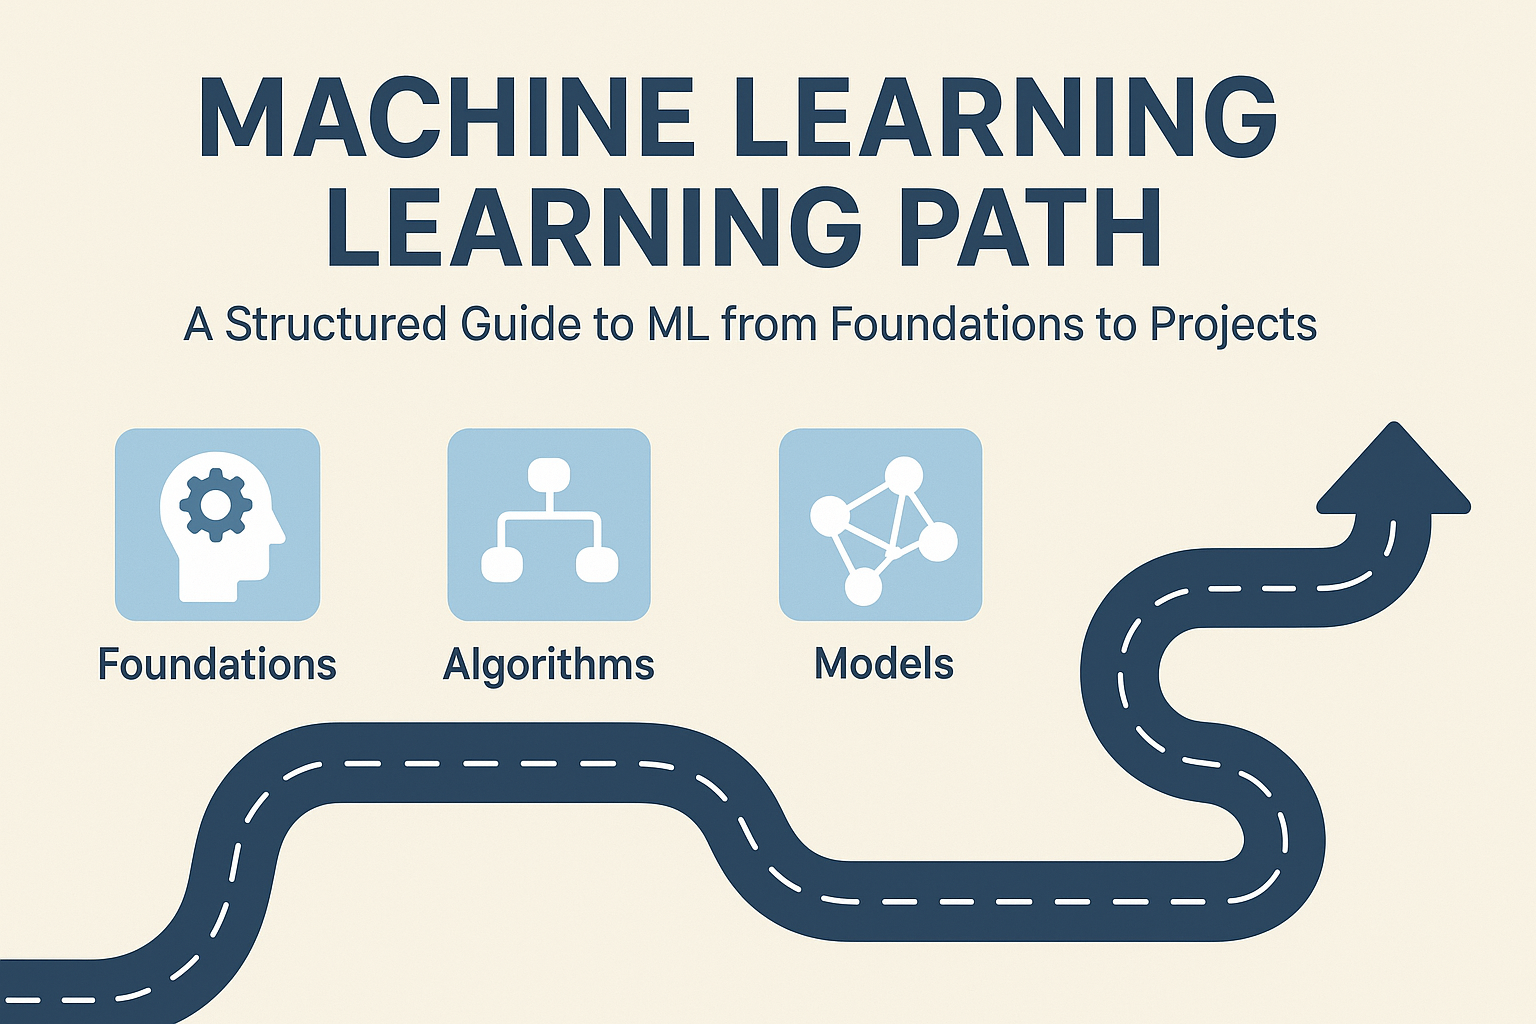 MACHINE LEARNING
LEARNING PATH
A Structured Guide to ML from Foundations to Projects
Foundations
Algorithms
Models